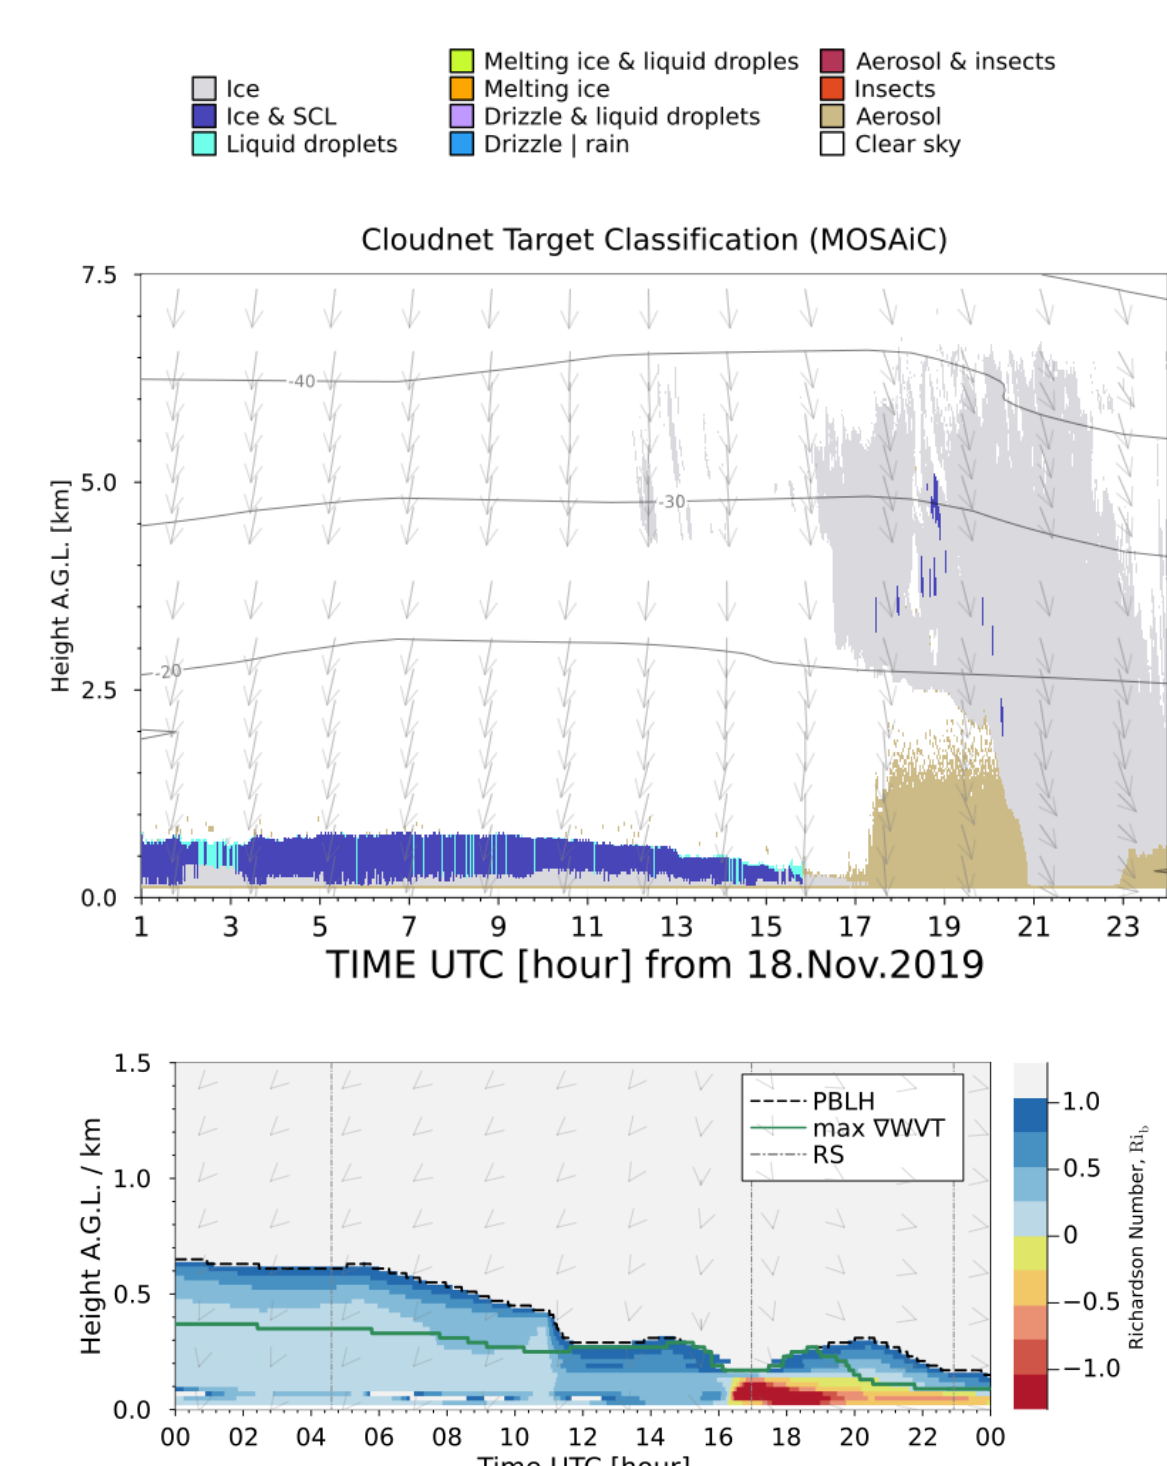 Melting ice & liquid droples
Aerosol & insects
Ice
Melting ice
Insects
Ice & SCL
Drizzle & liquid droplets
Aerosol
Liquid droplets
Drizzle | rain
Clear sky
Cloudnet Target Classification (MOSAiC)
7.5
5.0
2.5
0.0
Height A.G.L. [km]
-40
-30
-20
1 3 5 7 9 11 13 15 17 19 21 23
TIME UTC [hour] from 18.Nov.2019
1.5
1.0
0.5
0.0
Height A.G.L. / km
PBLH
max ∇WVT
RS
00 02 04 06 08 10 12 14 16 18 20 22 00
Time UTC [hour]
1.0
0.5
0
−0.5
−1.0
Richardson Number, Ri_b